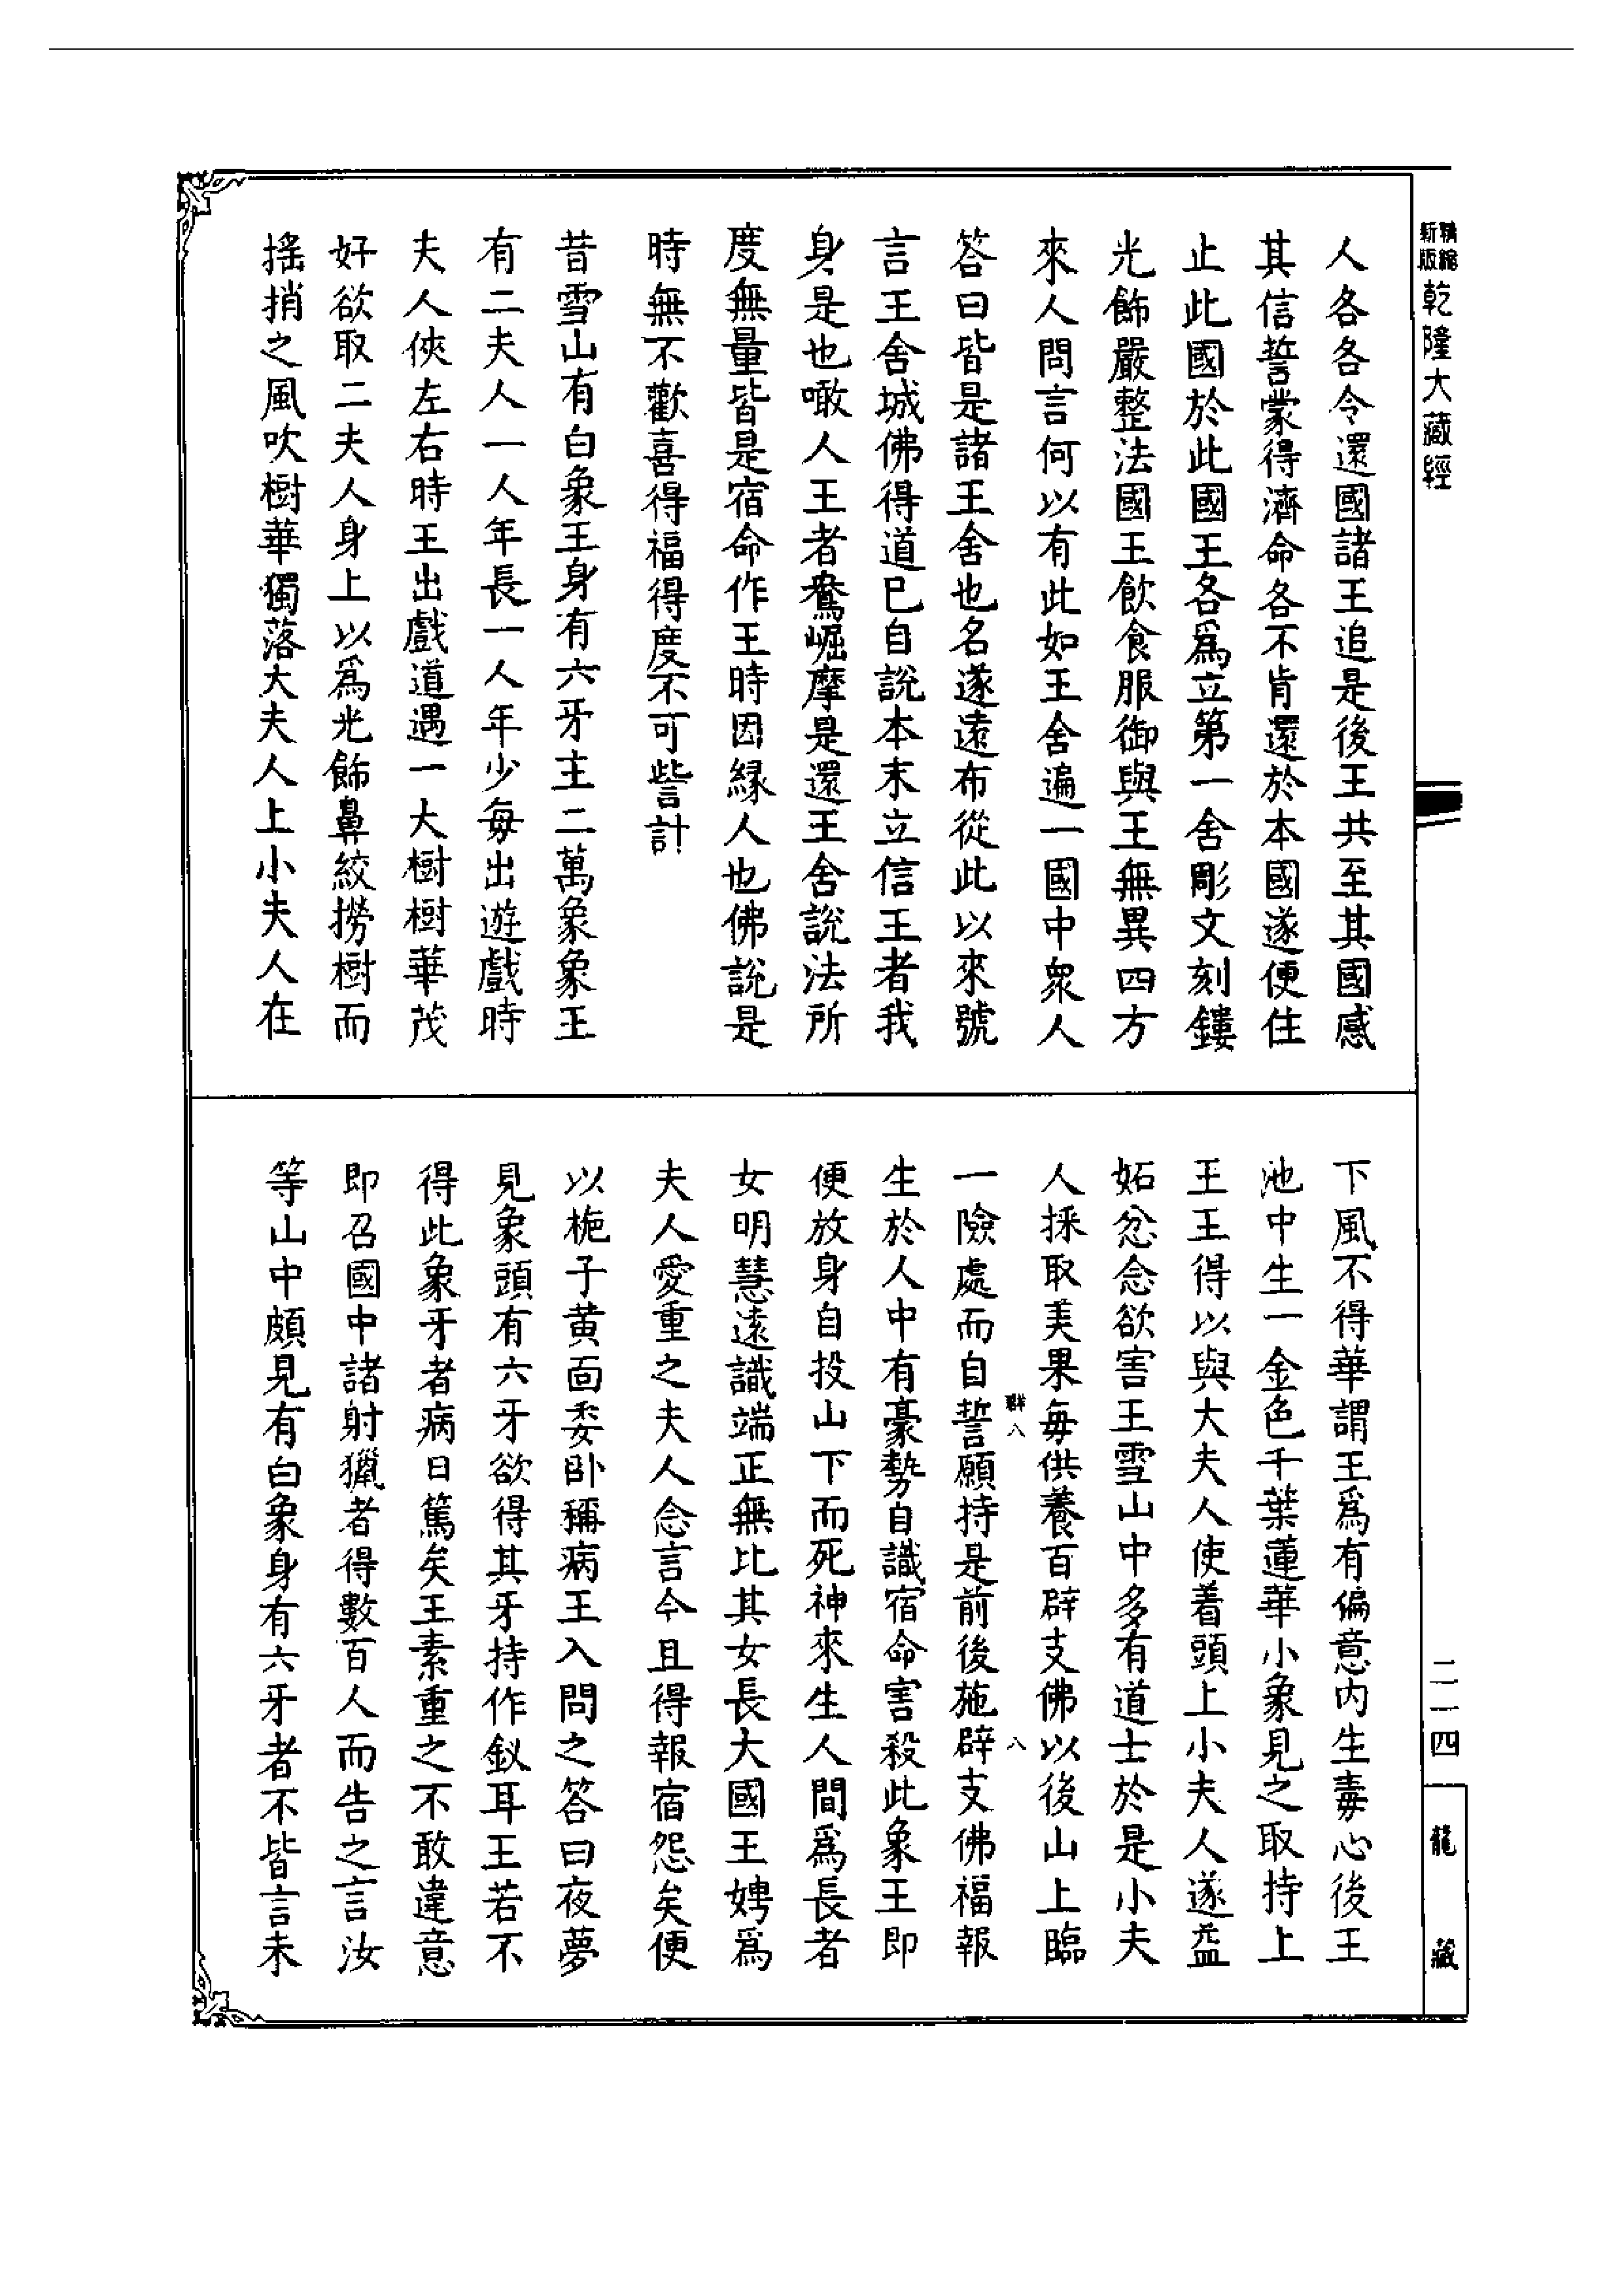 新版精縮乾隆大藏經
人各各令還國諸王追是後王共至其國感
其信誓蒙得濟命各不肯還於本國遂便住
止此國於此國王各爲立第一舍彫文刻鏤
光飾嚴整法國王飲食服御與王無異四方
來人問言何以有此如王舍遍一國中衆人
答曰皆是諸王舍也名遂遠布從此以來號
言王舍城佛得道已自說本末立信王者我
身是也噉人王者鴦崛摩是還王舍說法所
度無量皆是宿命作王時因緣人也佛說是
時無不歡喜得福得度不可訾計
昔雪山有白象王身有六牙主二萬象象王
有二夫人一人年長一人年少每出遊戲時
夫人俠左右時王出戲道遇一大樹樹華茂
好欲取二夫人身上以爲光飾鼻絞撈樹而
搖捎之風吹樹華獨落大夫人上小夫人在
下風不得華謂王爲有偏意內生毒心後王
池中生一金色千葉蓮華小象見之取持上
王王得以與大夫人使着頭上小夫人遂益
妬忿念欲害王雪山中多有道士於是小夫
人採取美果每供養百辟支佛以後山上臨
一險處而自誓願持是前後施辟支佛福報
生於人中有豪勢自識宿命害殺此象王即
便放身自投山下而死神來生人間爲長者
女明慧遠識端正無比其女長大國王娉爲
夫人愛重之夫人念言今且得報宿怨矣便
以梔子黃面委卧稱病王入問之答曰夜夢
見象頭有六牙欲得其牙持作釵耳王若不
得此象牙者病日篤矣王素重之不敢違意
即召國中諸射獵者得數百人而告之言汝
等山中頗見有白象身有六牙者不皆言未
二一四
龍藏
八
八